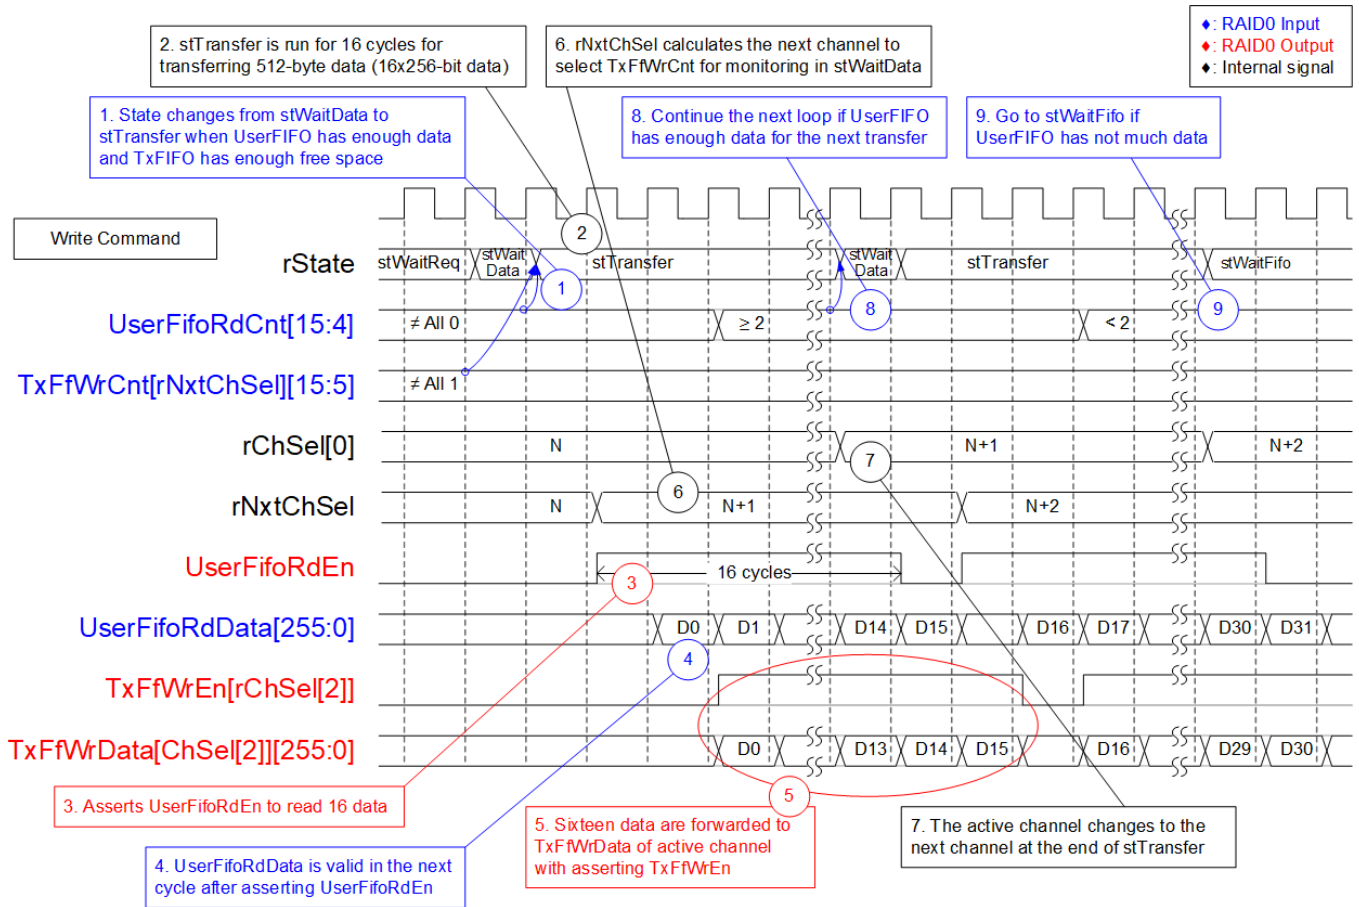 2. stTransfer is run for 16 cycles for
transferring 512-byte data (16x256-bit data)
6. rNxtChSel calculates the next channel to
select TxFfWrCnt for monitoring in stWaitData
♦: RAID0 Input
♦: RAID0 Output
♦: Internal signal
1. State changes from stWaitData to
stTransfer when UserFIFO has enough data
and TxFIFO has enough free space
8. Continue the next loop if UserFIFO
has enough data for the next transfer
9. Go to stWaitFifo if
UserFIFO has not much data
Write Command
2
rState
stWaitReq
stWait
Data
stTransfer
stWait
Data
stTransfer
stWaitFifo
1
8
9
UserFifoRdCnt[15:4]
≠ All 0
≥ 2
< 2
TxFfWrCnt[rNxtChSel][15:5]
≠ All 1
rChSel[0]
N
N+1
N+2
7
rNxtChSel
N
6
N+1
N+2
UserFifoRdEn
16 cycles
3
UserFifoRdData[255:0]
D0
D1
D14
D15
D16
D17
D30
D31
4
TxFfWrEn[rChSel[2]]
TxFfWrData[ChSel[2]][255:0]
D0
D13
D14
D15
D16
D29
D30
5
3. Asserts UserFifoRdEn to read 16 data
5. Sixteen data are forwarded to
TxFfWrData of active channel
with asserting TxFfWrEn
7. The active channel changes to the
next channel at the end of stTransfer
4. UserFifoRdData is valid in the next
cycle after asserting UserFifoRdEn